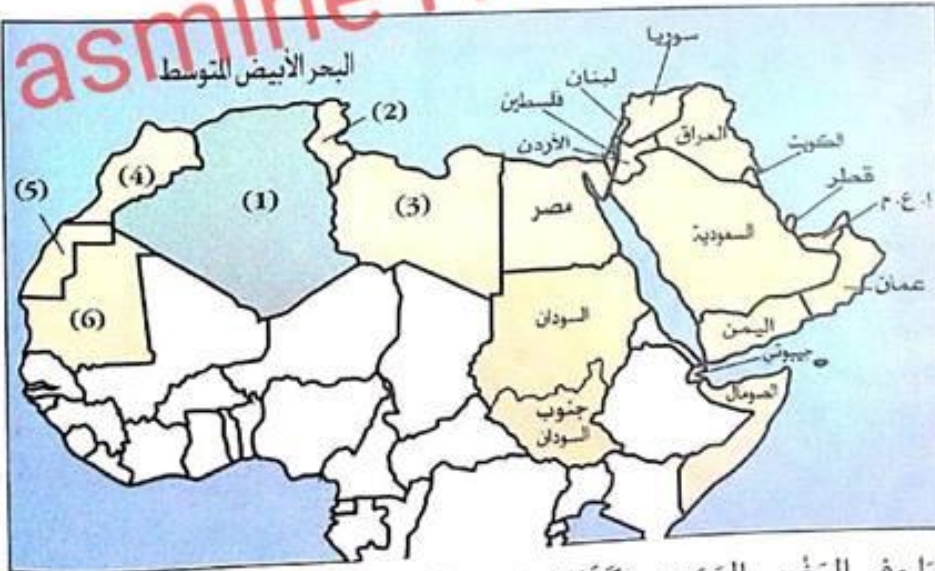 asmine
البحر الأبيض المتوسط
سوريا
لبنان
فلسطين
الأردن
العراق
الكويت
قطر
ا.ع.م
عمان
السعودية
اليمن
جيبوتي
الصومال
مصر
السودان
جنوب
السودان
(1)
(2)
(3)
(4)
(5)
(6)